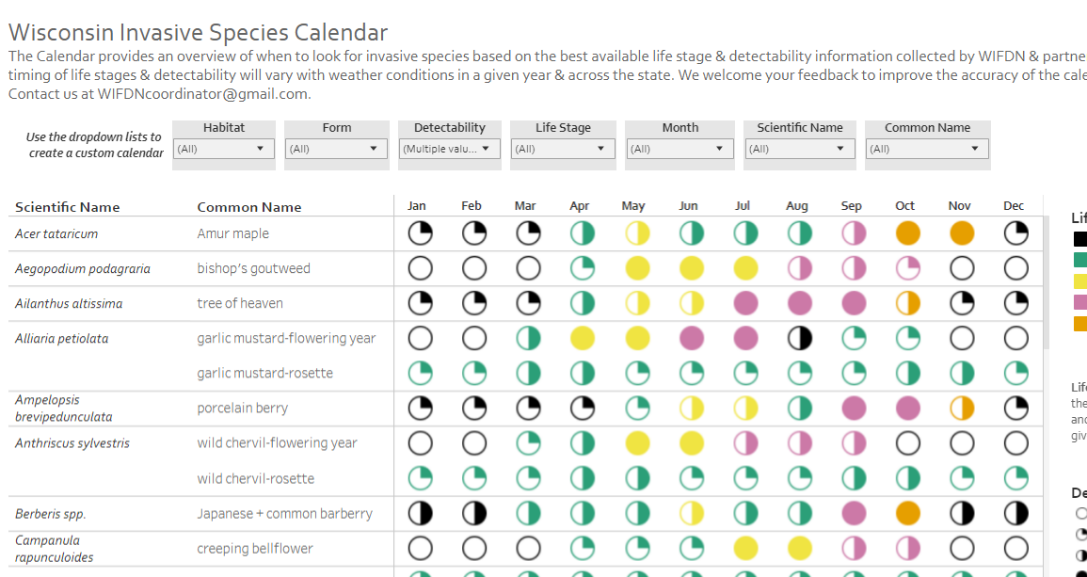 Wisconsin Invasive Species Calendar
The Calendar provides an overview of when to look for invasive species based on the best available life stage & detectability information collected by WIFDN & partne
timing of life stages & detectability will vary with weather conditions in a given year & across the state. We welcome your feedback to improve the accuracy of the cale
Contact us at WIFDNcoordinator@gmail.com.
Use the dropdown lists to
create a custom calendar
Habitat Form Detectability Life Stage Month Scientific Name Common Name
(All) (All) (Multiple valu... (All) (All) (All) (All)
Scientific Name Common Name Jan Feb Mar Apr May Jun Jul Aug Sep Oct Nov Dec
Acer tataricum Amur maple
Aegopodium podagraria bishop's goutweed
Ailanthus altissima tree of heaven
Alliaria petiolata garlic mustard-flowering year
garlic mustard-rosette
Ampelopsis
brevipedunculata porcelain berry
Anthriscus sylvestris wild chervil-flowering year
wild chervil-rosette
Berberis spp. Japanese + common barberry
Campanula
rapunculoides creeping bellflower
Lif
Life
the
and
giv
De